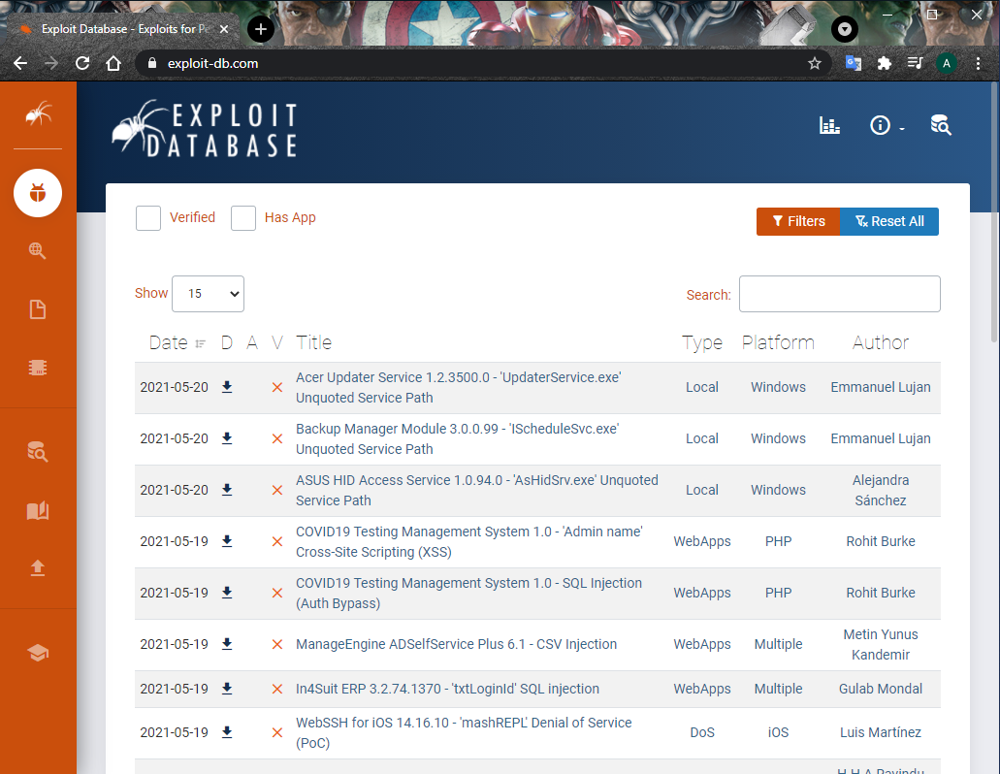 Exploit Database - Exploits for Pe
exploit-db.com
A
EXPLOIT
DATABASE
Verified Has App
Filters Reset All
Show 15 Search:
Date D A V Title Type Platform Author
2021-05-20 Acer Updater Service 1.2.3500.0 - 'UpdaterService.exe'
Unquoted Service Path Local Windows Emmanuel Lujan
2021-05-20 Backup Manager Module 3.0.0.99 - 'IScheduleSvc.exe'
Unquoted Service Path Local Windows Emmanuel Lujan
2021-05-20 ASUS HID Access Service 1.0.94.0 - 'AsHidSrv.exe' Unquoted
Service Path Local Windows Alejandra
Sánchez
2021-05-19 COVID19 Testing Management System 1.0 - 'Admin name'
Cross-Site Scripting (XSS) WebApps PHP Rohit Burke
2021-05-19 COVID19 Testing Management System 1.0 - SQL Injection
(Auth Bypass) WebApps PHP Rohit Burke
2021-05-19 ManageEngine ADSelfService Plus 6.1 - CSV Injection WebApps Multiple Metin Yunus
Kandemir
2021-05-19 In4Suit ERP 3.2.74.1370 - 'txtLoginId' SQL injection WebApps Multiple Gulab Mondal
2021-05-19 WebSSH for iOS 14.16.10 - 'mashREPL' Denial of Service
(PoC) DoS iOS Luis Martínez